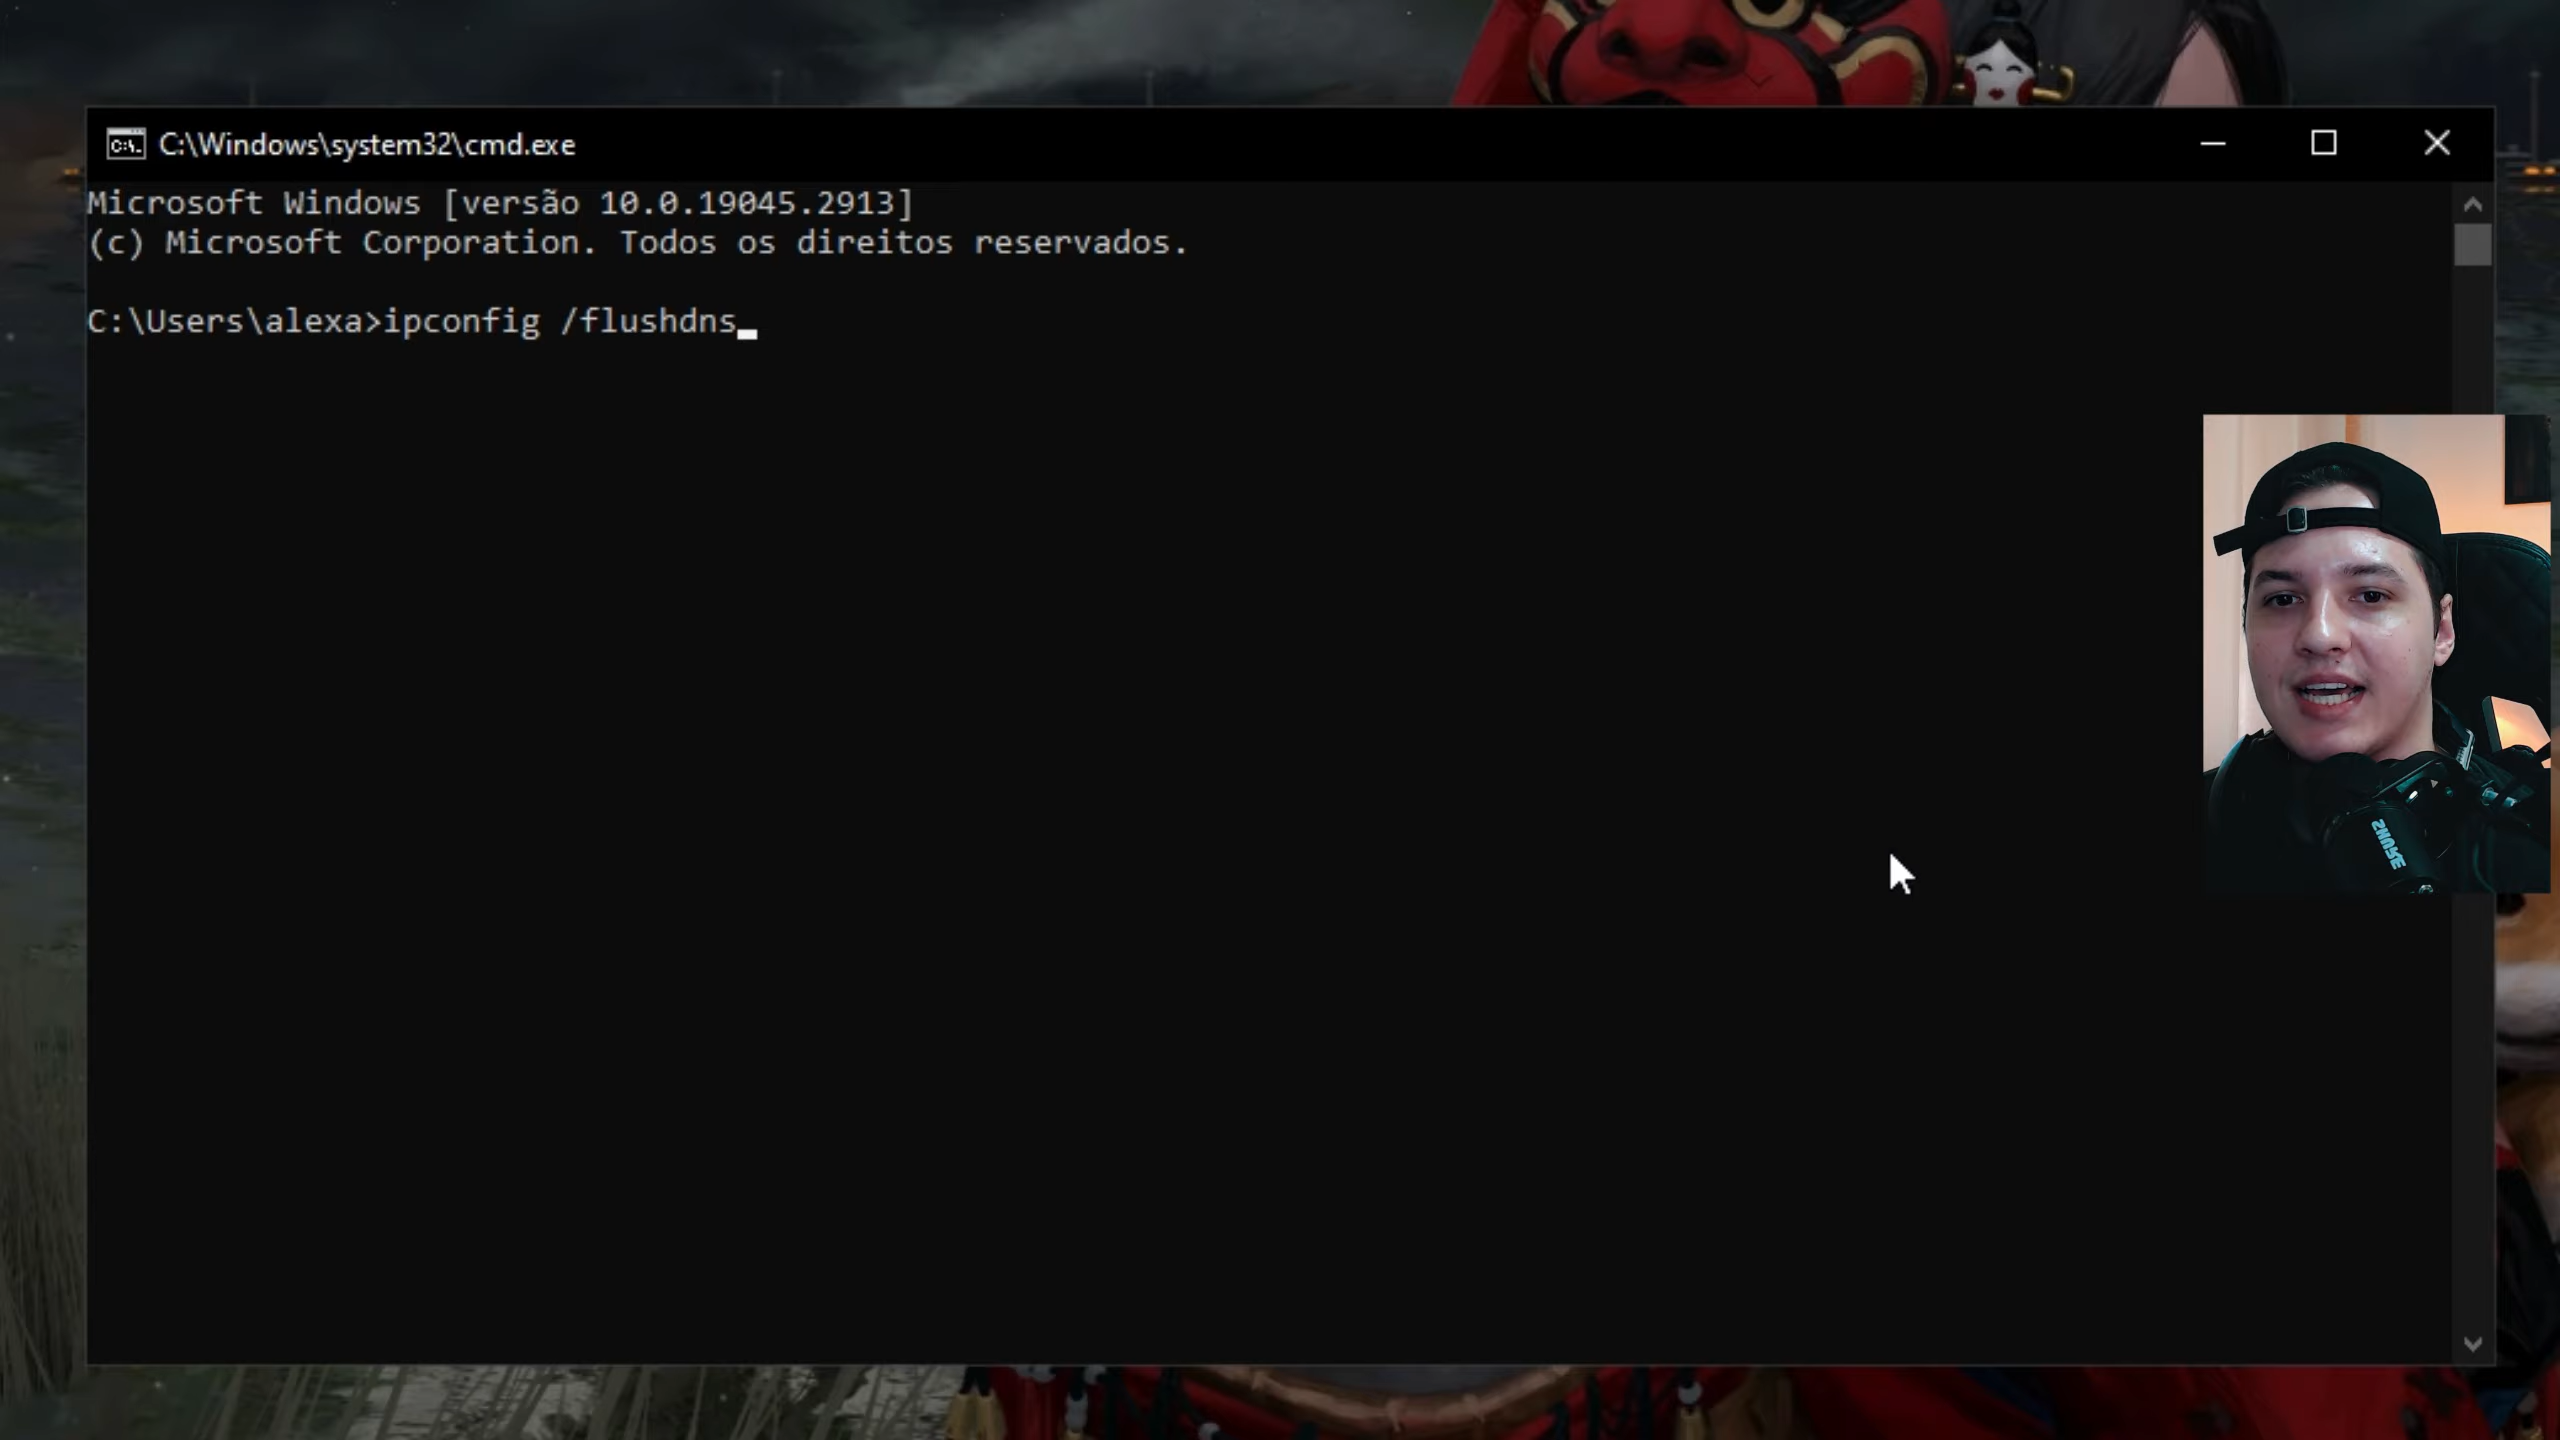 C:\Windows\system32\cmd.exe
Microsoft Windows [versão 10.0.19045.2913]
(c) Microsoft Corporation. Todos os direitos reservados.
C:\Users\alexa>ipconfig /flushdns
SHURE